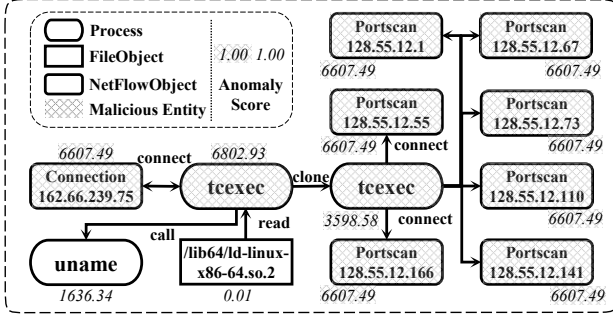 Process
FileObject
NetFlowObject
Malicious Entity
1.00 1.00
Anomaly
Score
Portscan
128.55.12.1
6607.49
Portscan
128.55.12.67
6607.49
Portscan
128.55.12.55
6607.49
connect
Portscan
128.55.12.73
6607.49
6607.49
Connection
162.66.239.75
connect
6802.93
tcexec
clone
tcexec
3598.58
connect
Portscan
128.55.12.110
6607.49
call
read
uname
1636.34
/lib64/ld-linux-
x86-64.so.2
0.01
Portscan
128.55.12.166
6607.49
Portscan
128.55.12.141
6607.49